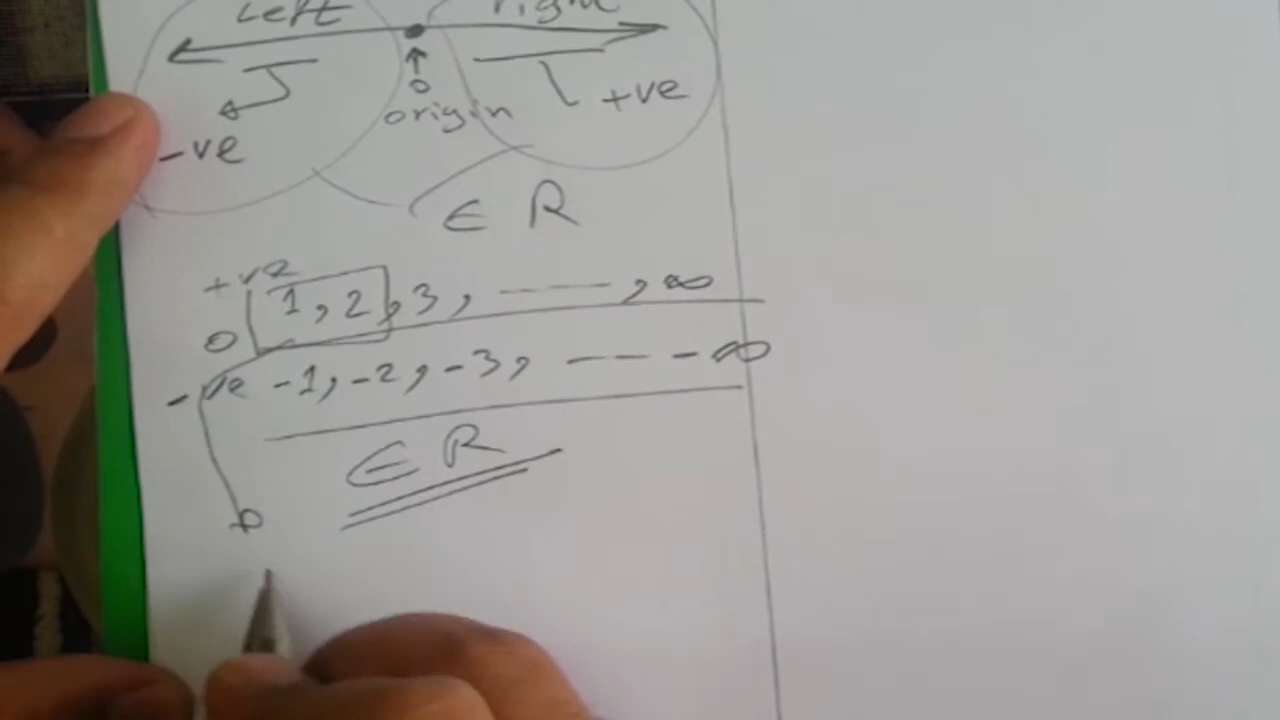 Left right
0
origin
-ve +ve
∈ R
+ve
1, 2, 3, ----, ∞
0
-ve -1, -2, -3, --- -∞
∈ R